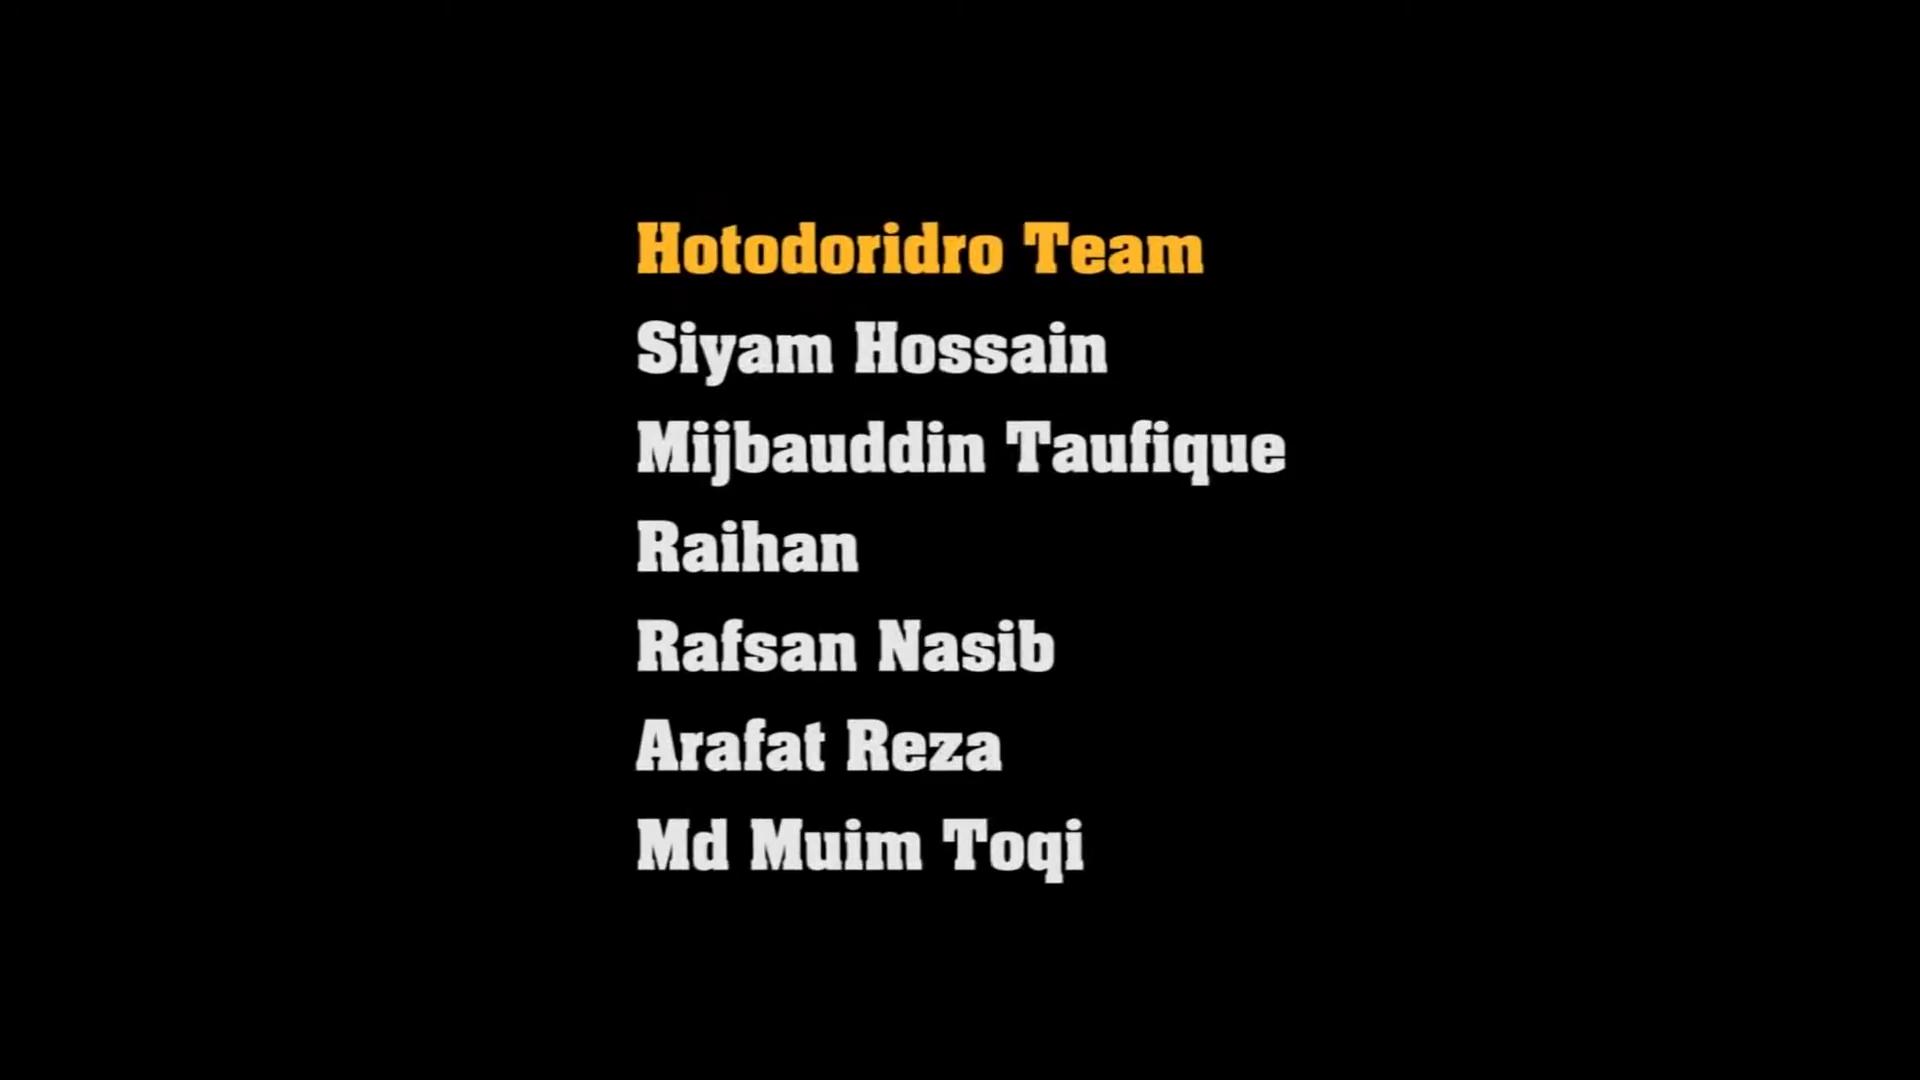 Hotodoridro Team
Siyam Hossain
Mijbauddin Taufique
Raihan
Rafsan Nasib
Arafat Reza
Md Muim Toqi